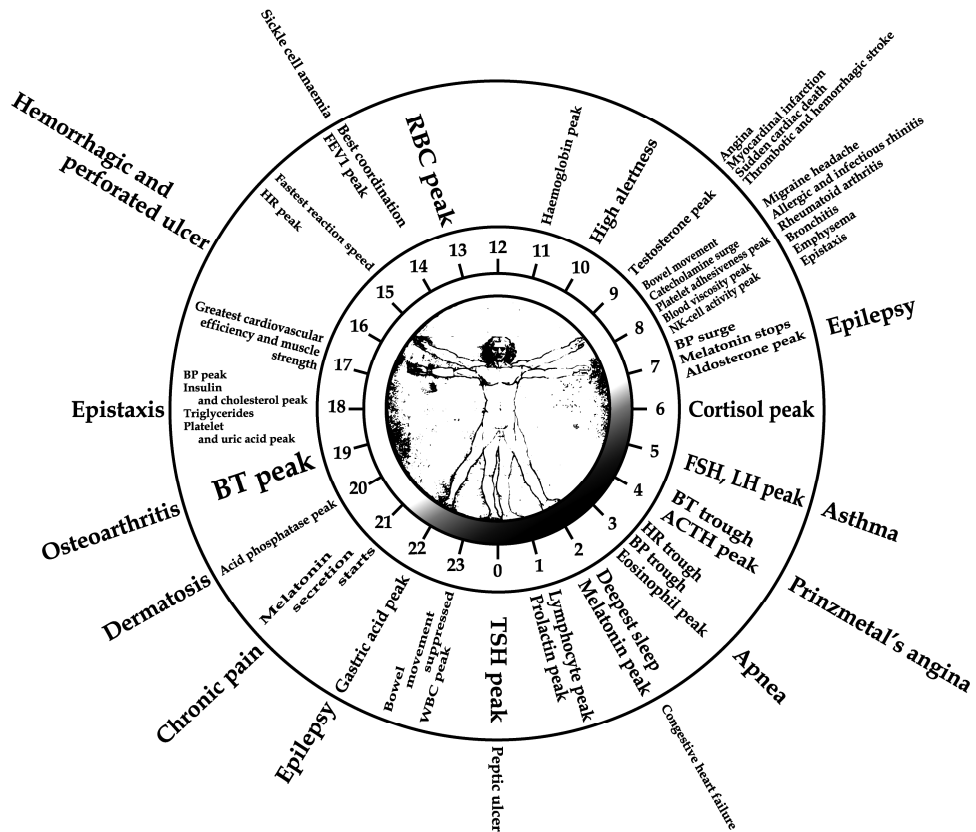 Sickle cell anaemia
Hemorrhagic and
perforated ulcer
Epistaxis
Osteoarthritis
Dermatosis
Chronic pain
Epilepsy
Peptic ulcer
Congestive heart failure
Apnea
Prinzmetal's angina
Asthma
Epilepsy
Angina
Myocardial infarction
Sudden cardiac death
Thrombotic and hemorrhagic stroke
Migraine headache
Allergic and infectious rhinitis
Rheumatoid arthritis
Bronchitis
Emphysema
Epistaxis
RBC peak
Best coordination
FEV1 peak
Fastest reaction speed
HR peak
Greatest cardiovascular
efficiency and muscle
strength
BP peak
Insulin
and cholesterol peak
Triglycerides
Platelet
and uric acid peak
BT peak
Acid phosphatase peak
Melatonin
secretion
starts
Gastric acid peak
Bowel
movement
suppressed
WBC peak
TSH peak
Lymphocyte peak
Prolactin peak
Deepest sleep
Melatonin peak
HR trough
BP trough
Eosinophil peak
BT trough
ACTH peak
FSH, LH peak
Cortisol peak
BP surge
Melatonin stops
Aldosterone peak
Bowel movement
Catecholamine surge
Platelet adhesiveness peak
Blood viscosity peak
NK-cell activity peak
Testosterone peak
High alertness
Haemoglobin peak
12
11
10
9
8
7
6
5
4
3
2
1
0
23
22
21
20
19
18
17
16
15
14
13